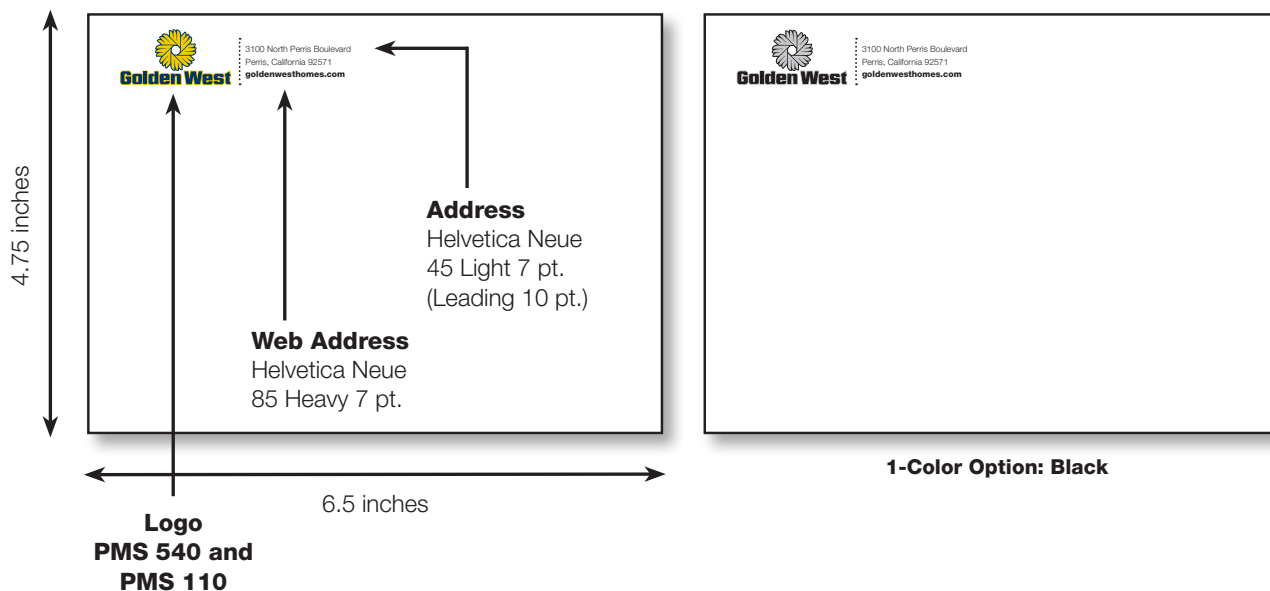 Golden West
3100 North Perris Boulevard
Perris, California 92571
goldenwesthomes.com
4.75 inches
Address
Helvetica Neue
45 Light 7 pt.
(Leading 10 pt.)
Web Address
Helvetica Neue
85 Heavy 7 pt.
6.5 inches
Logo
PMS 540 and
PMS 110
Golden West
3100 North Perris Boulevard
Perris, California 92571
goldenwesthomes.com
1-Color Option: Black